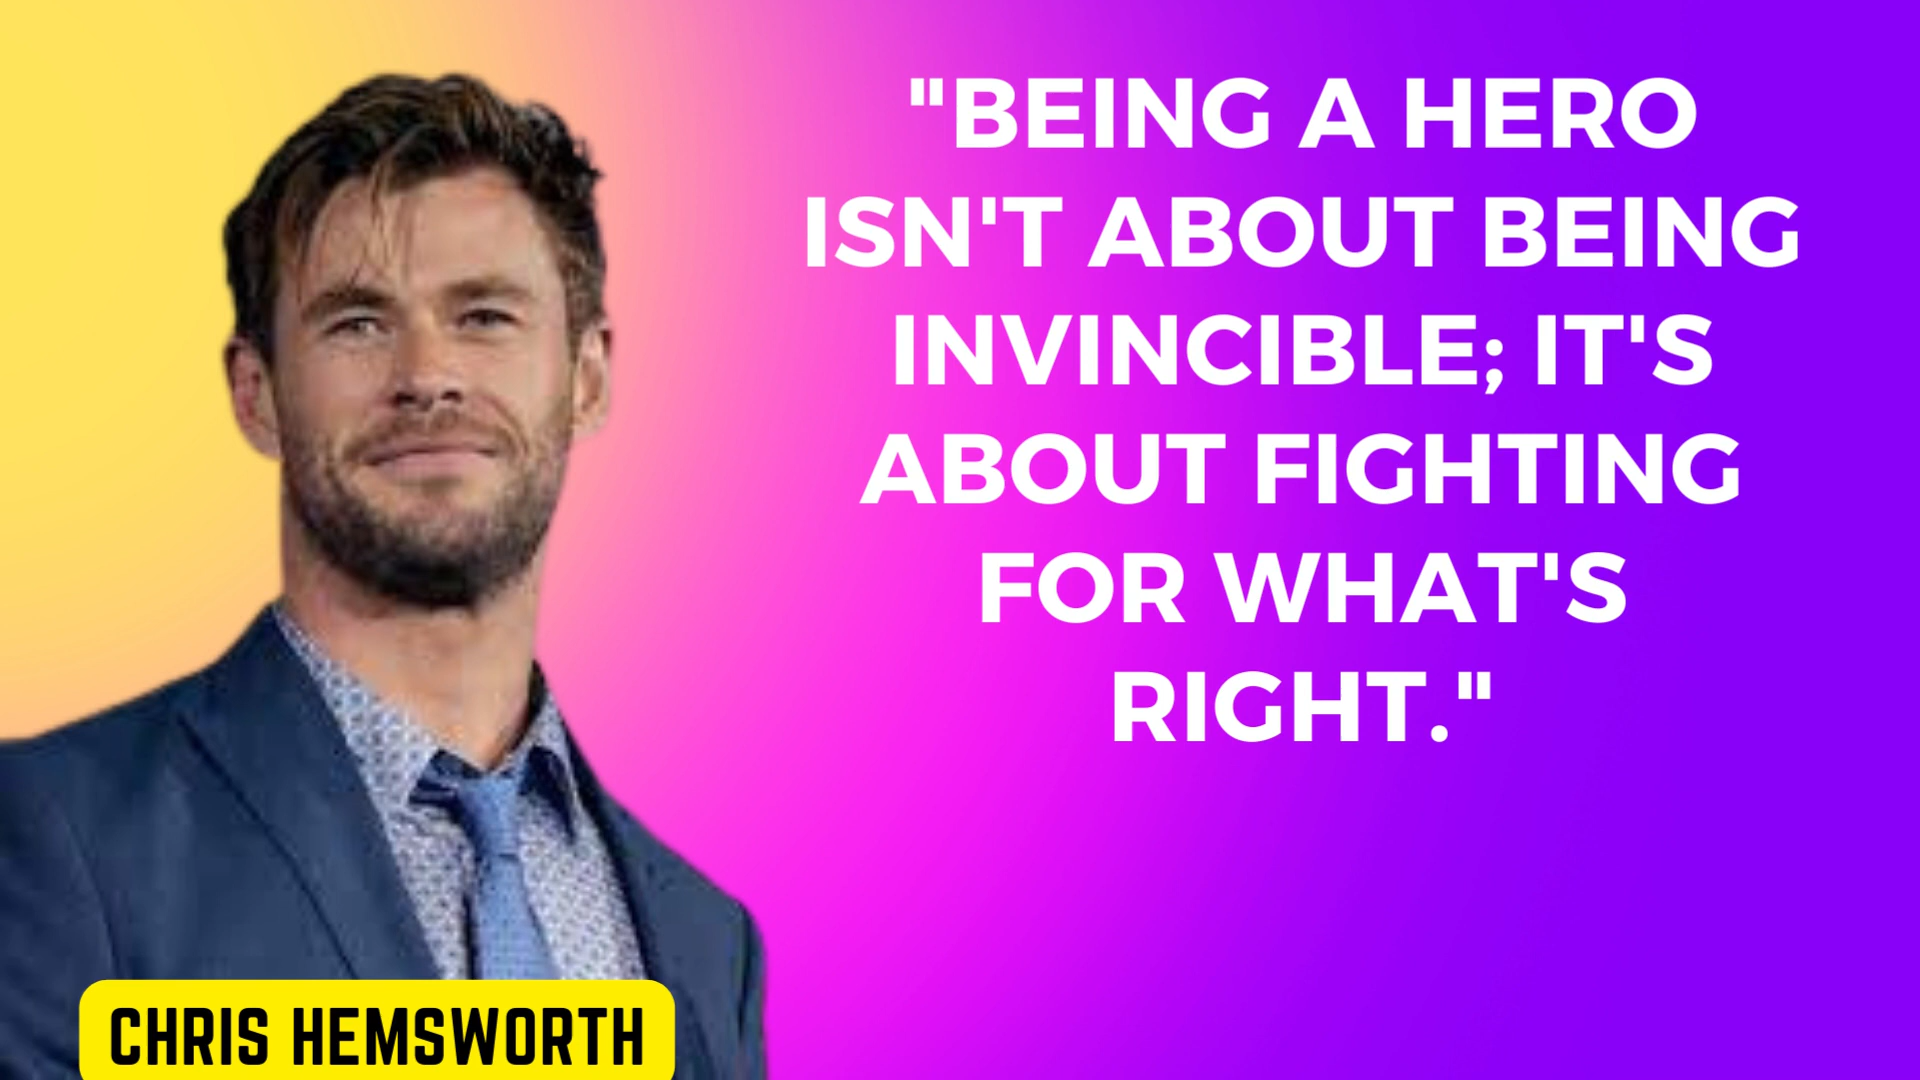 "BEING A HERO
ISN'T ABOUT BEING
INVINCIBLE; IT'S
ABOUT FIGHTING
FOR WHAT'S
RIGHT."
CHRIS HEMSWORTH